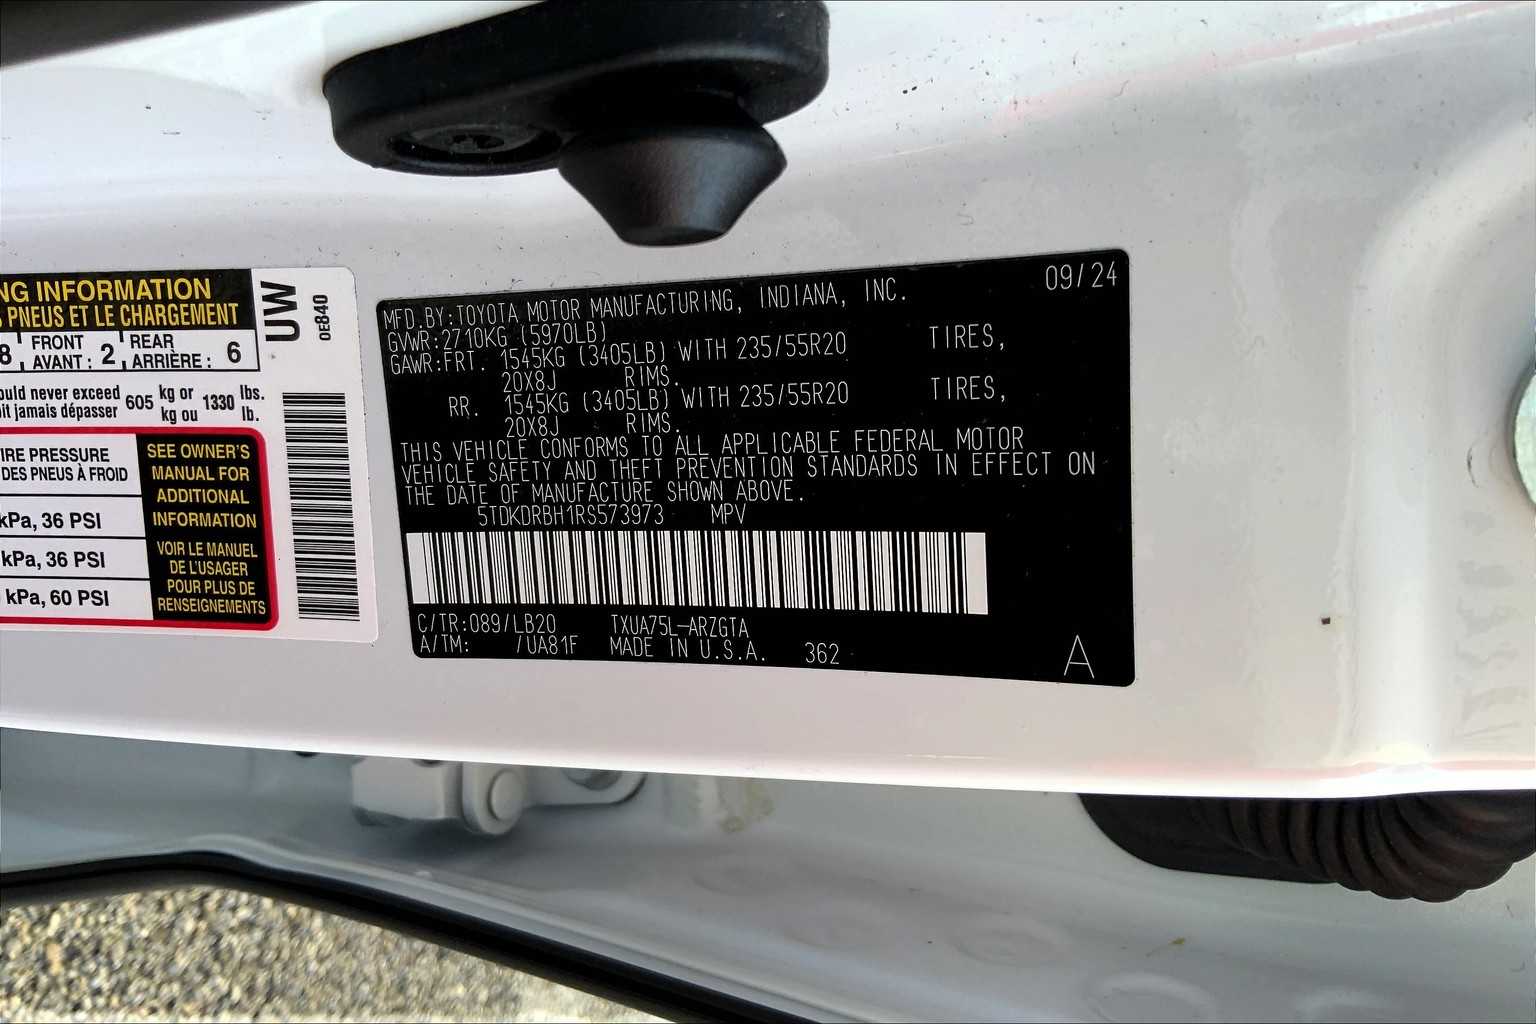 NG INFORMATION
PNEUS ET LE CHARGEMENT
8 FRONT AVANT : 2 REAR ARRIÈRE : 6
ould never exceed 605 kg or 1330 lbs.
it jamais dépasser kg ou lb.
IRE PRESSURE
DES PNEUS À FROID
kPa, 36 PSI
kPa, 36 PSI
kPa, 60 PSI
SEE OWNER'S
MANUAL FOR
ADDITIONAL
INFORMATION
VOIR LE MANUEL
DE L'USAGER
POUR PLUS DE
RENSEIGNEMENTS
UW
0E840
09/24
MFD.BY:TOYOTA MOTOR MANUFACTURING, INDIANA, INC.
GVWR:2710KG (5970LB)
GAWR:FRT. 1545KG (3405LB) WITH 235/55R20 TIRES,
20X8J RIMS.
RR. 1545KG (3405LB) WITH 235/55R20 TIRES,
20X8J RIMS.
THIS VEHICLE CONFORMS TO ALL APPLICABLE FEDERAL MOTOR
VEHICLE SAFETY AND THEFT PREVENTION STANDARDS IN EFFECT ON
THE DATE OF MANUFACTURE SHOWN ABOVE.
5TDKDRBH1RS573973 MPV
C/TR:089/LB20 TXUA75L-ARZGTA
A/TM: /UA81F MADE IN U.S.A. 362
A